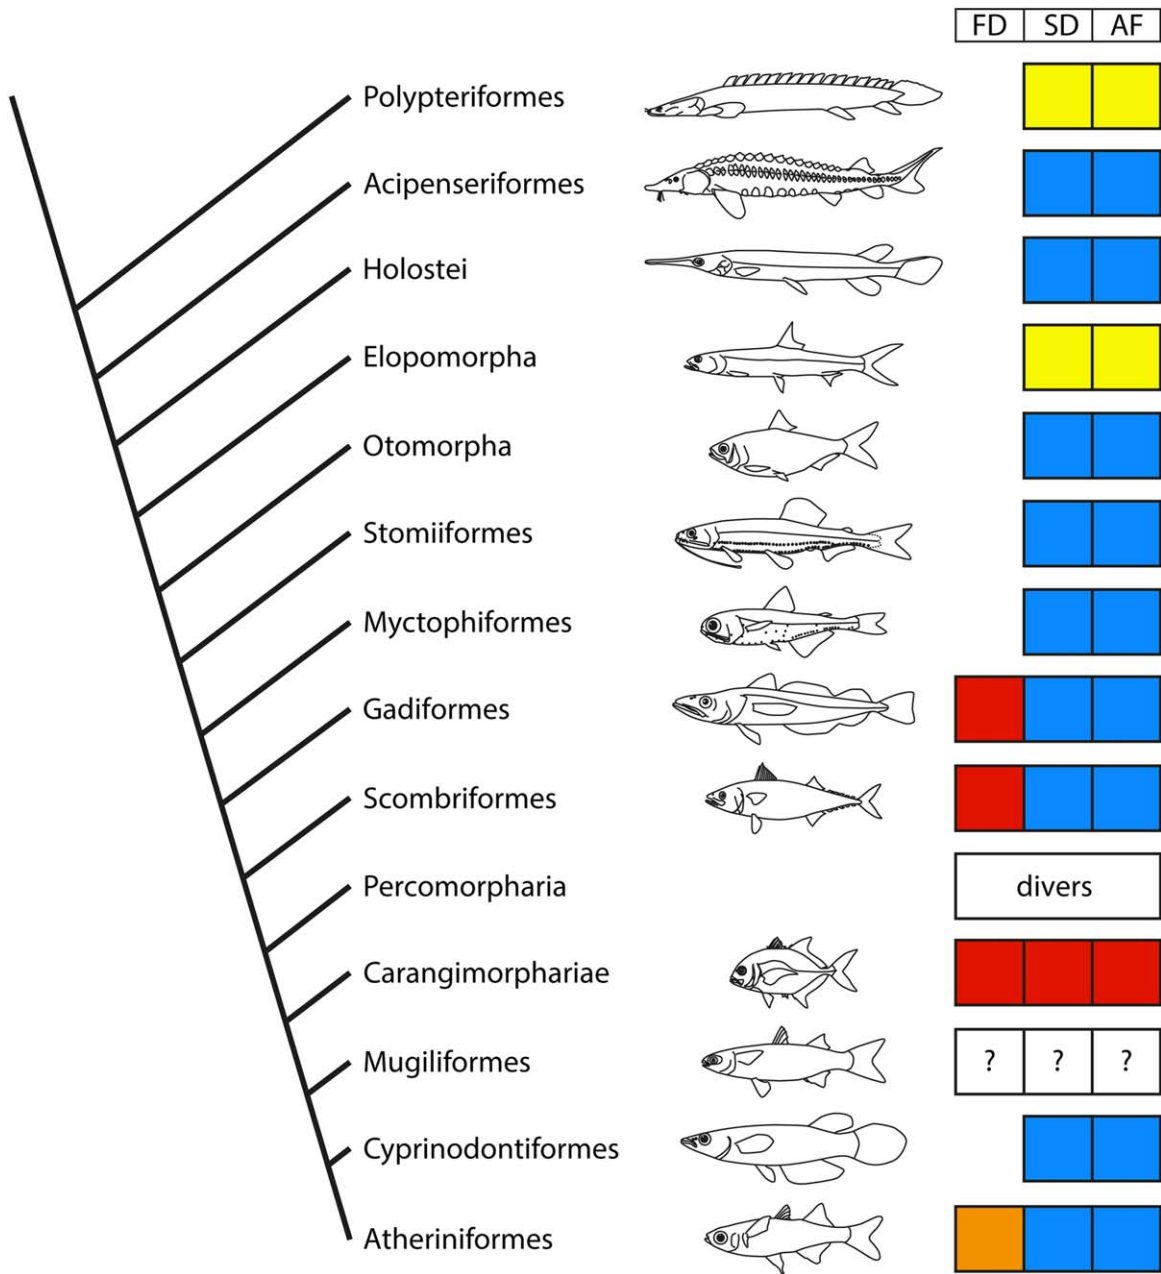 FD SD AF
Polypteriformes
Acipenseriformes
Holostei
Elopomorpha
Otomorpha
Stomiiformes
Myctophiformes
Gadiformes
Scombriformes
Percomorpharia divers
Carangimorphariae
Mugiliformes ? ? ?
Cyprinodontiformes
Atheriniformes